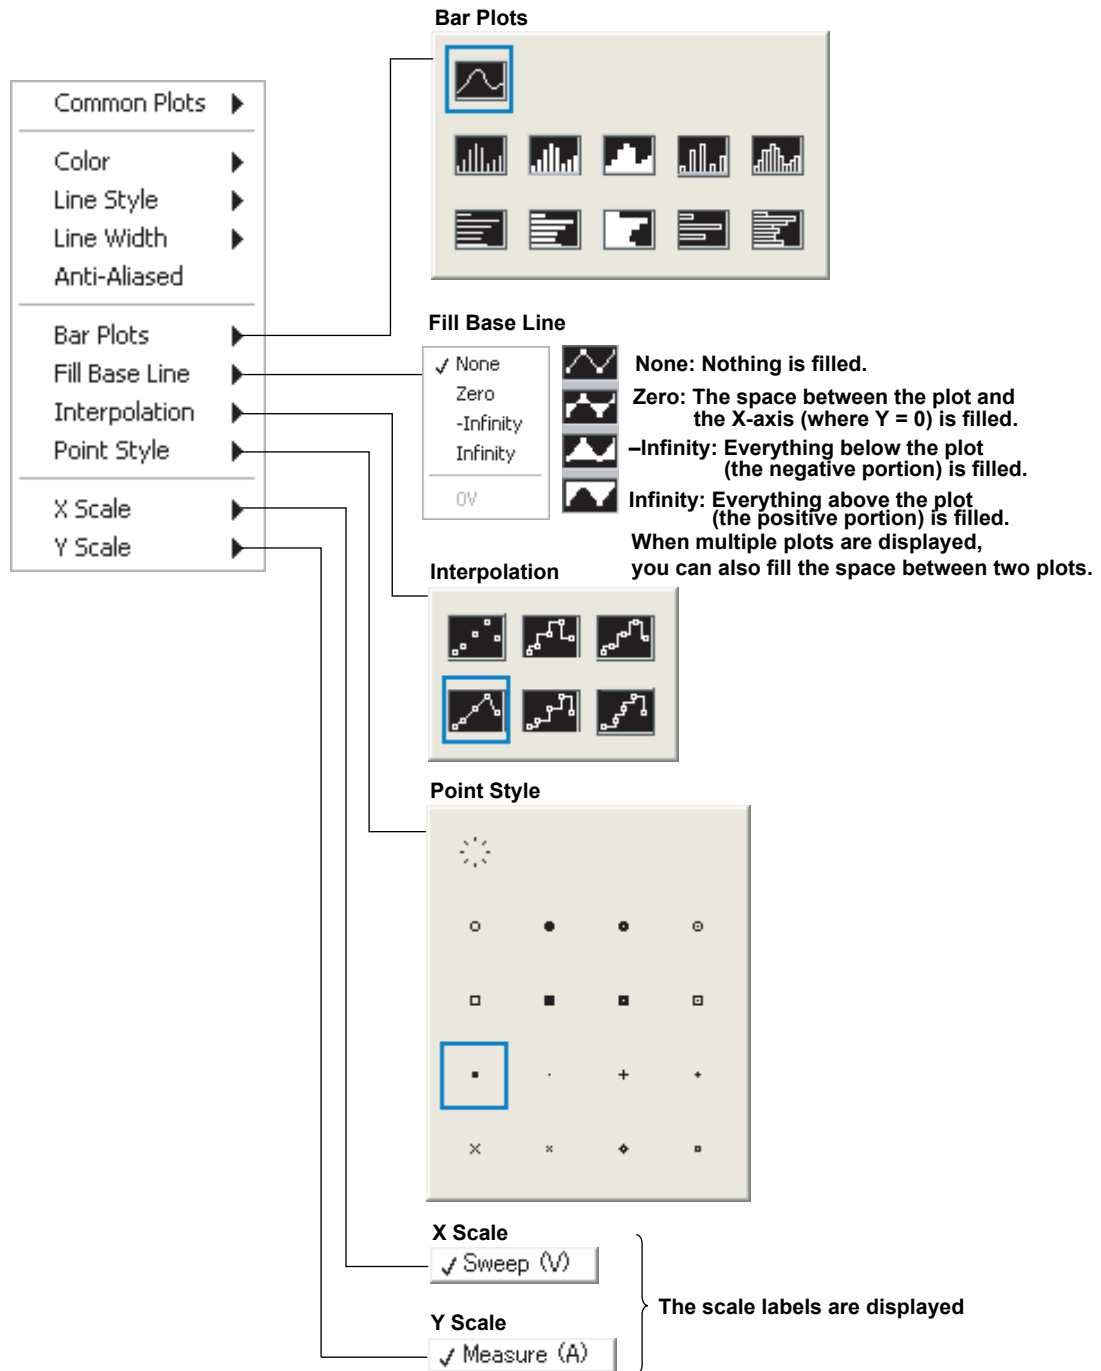 Common Plots
Color
Line Style
Line Width
Anti-Aliased
Bar Plots
Fill Base Line
Interpolation
Point Style
X Scale
Y Scale
Bar Plots
Fill Base Line
None
Zero
-Infinity
Infinity
0V
None: Nothing is filled.
Zero: The space between the plot and
the X-axis (where Y = 0) is filled.
–Infinity: Everything below the plot
(the negative portion) is filled.
Infinity: Everything above the plot
(the positive portion) is filled.
When multiple plots are displayed,
you can also fill the space between two plots.
Interpolation
Point Style
X Scale
Sweep (V)
Y Scale
Measure (A)
The scale labels are displayed